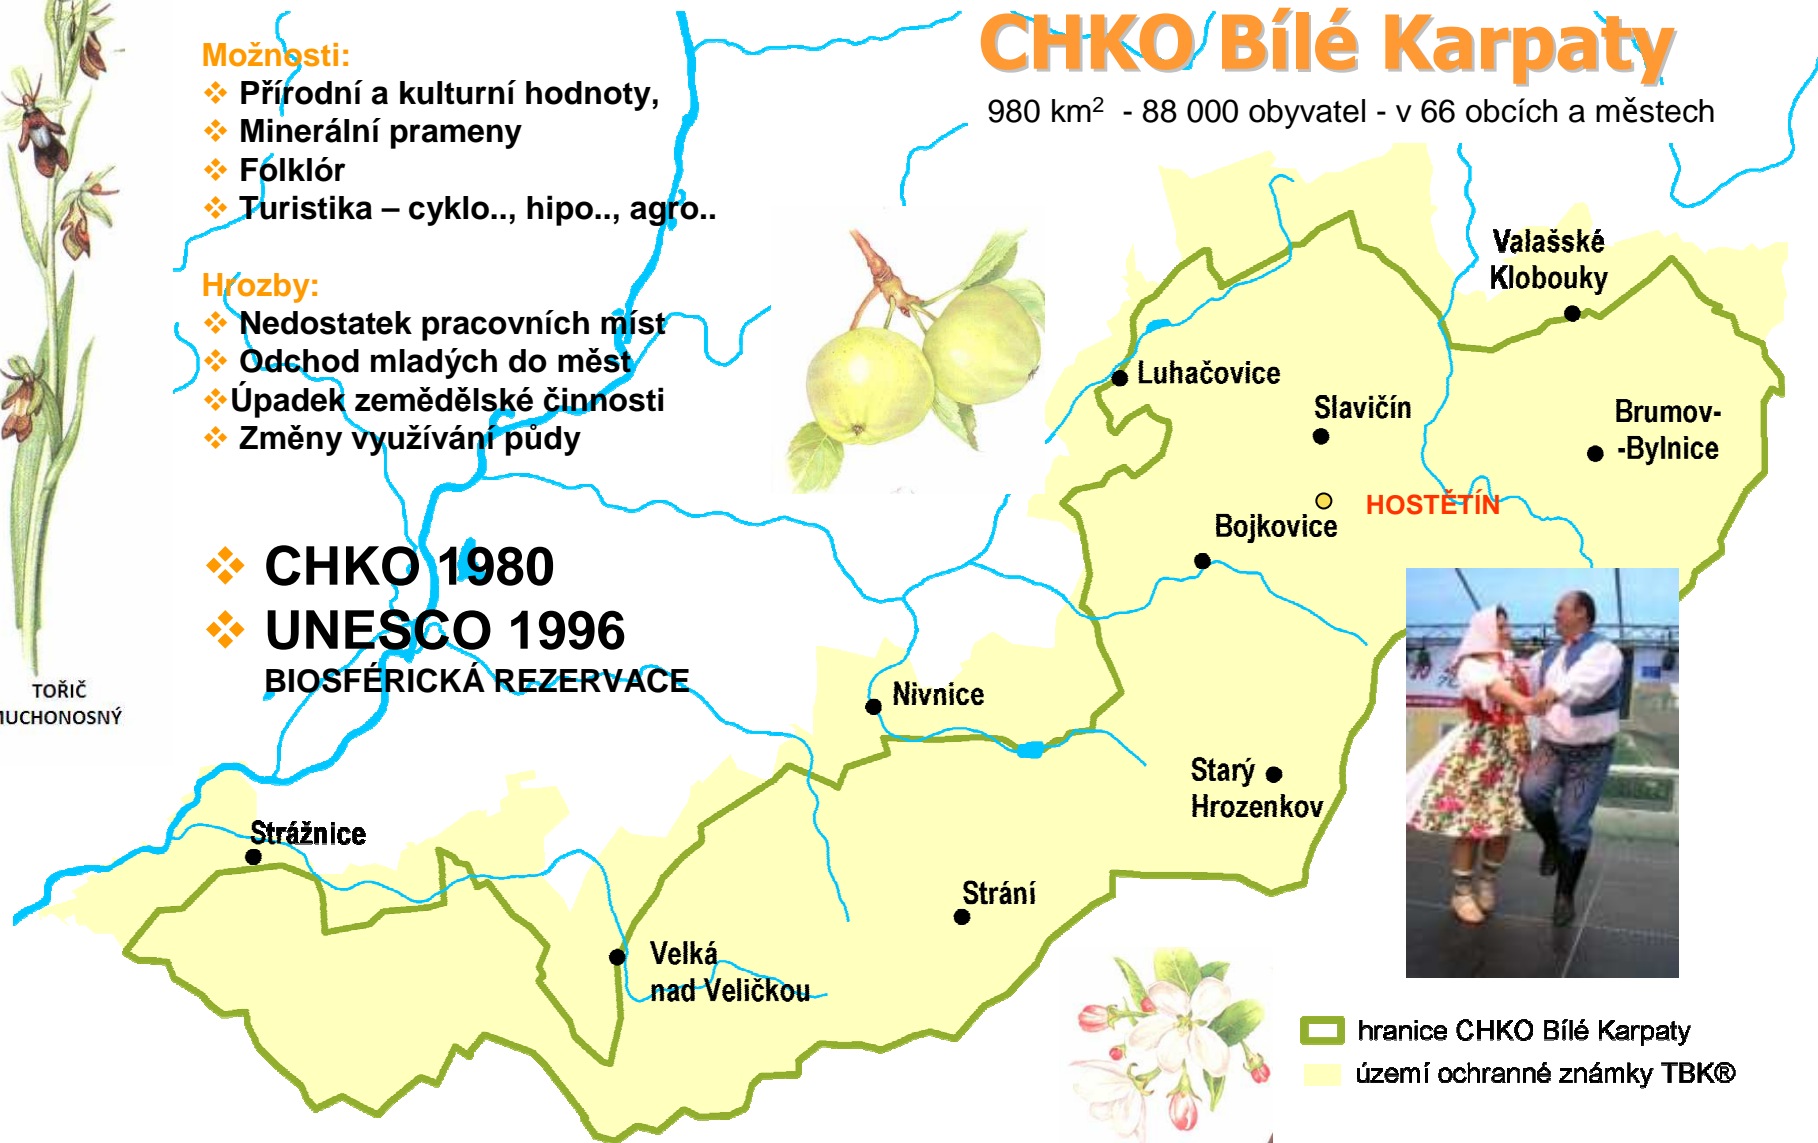 CHKO Bílé Karpaty
980 km² - 88 000 obyvatel - v 66 obcích a městech
Možnosti:
❖ Přírodní a kulturní hodnoty,
❖ Minerální prameny
❖ Folklór
❖ Turistika – cyklo.., hipo.., agro..
Hrozby:
❖ Nedostatek pracovních míst
❖ Odchod mladých do měst
❖Úpadek zemědělské činnosti
❖ Změny využívání půdy
❖ CHKO 1980
❖ UNESCO 1996
BIOSFÉRICKÁ REZERVACE
TOŘIČ
MUCHONOSNÝ
Valašské
Klobouky
Luhačovice
Slavičín
Brumov-
-Bylnice
HOSTĚTÍN
Bojkovice
Nivnice
Starý
Hrozenkov
Strážnice
Strání
Velká
nad Veličkou
hranice CHKO Bílé Karpaty
území ochranné známky TBK®